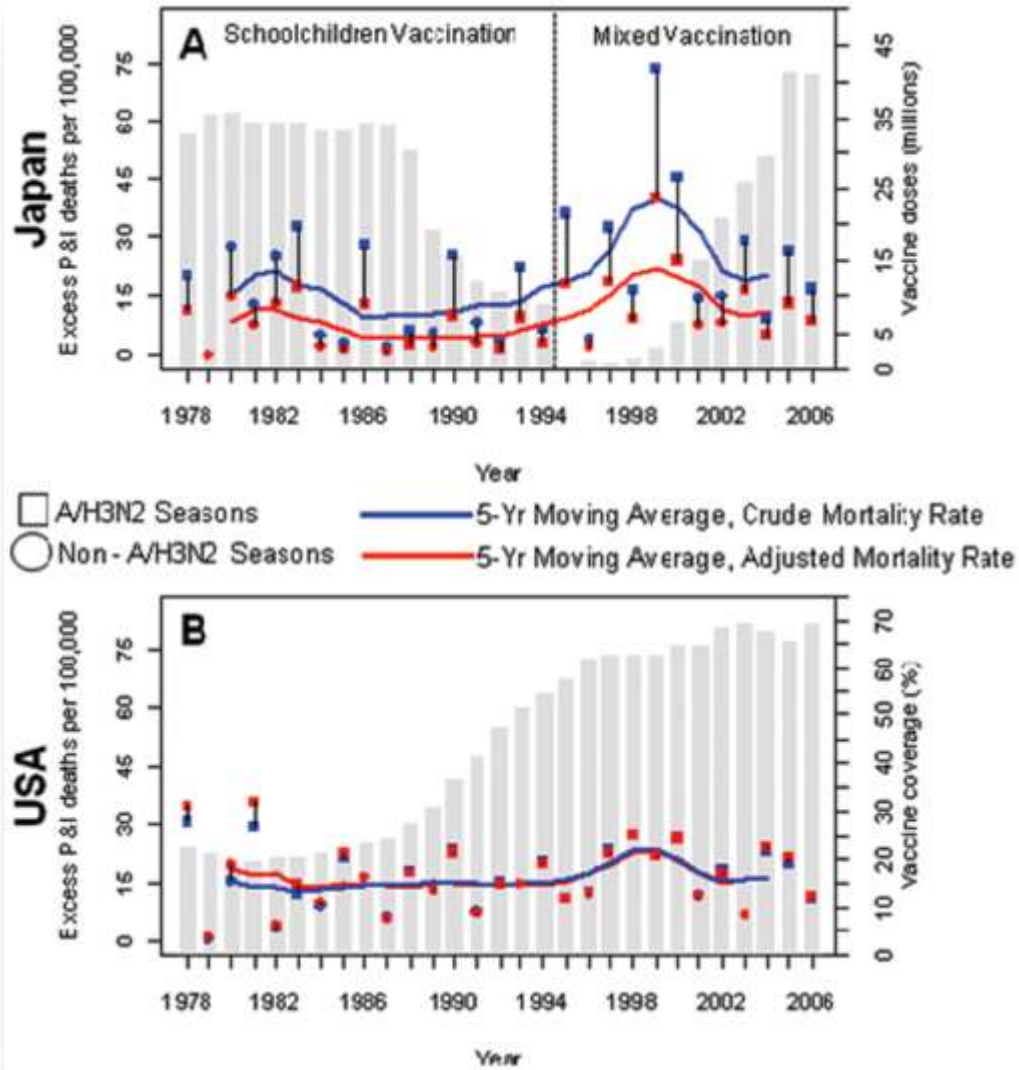 A
Schoolchildren Vaccination
Mixed Vaccination
Japan
Excess P&I deaths per 100,000
75
60
45
30
15
0
Vaccine doses (millions)
45
35
25
15
5
0
1978
1982
1986
1990
1994
1998
2002
2006
Year
A/H3N2 Seasons
5-Yr Moving Average, Crude Mortality Rate
Non-A/H3N2 Seasons
5-Yr Moving Average, Adjusted Mortality Rate
B
USA
Excess P&I deaths per 100,000
75
60
45
30
15
0
Vaccine coverage (%)
70
60
50
40
30
20
10
0
1978
1982
1986
1990
1994
1998
2002
2006
Year